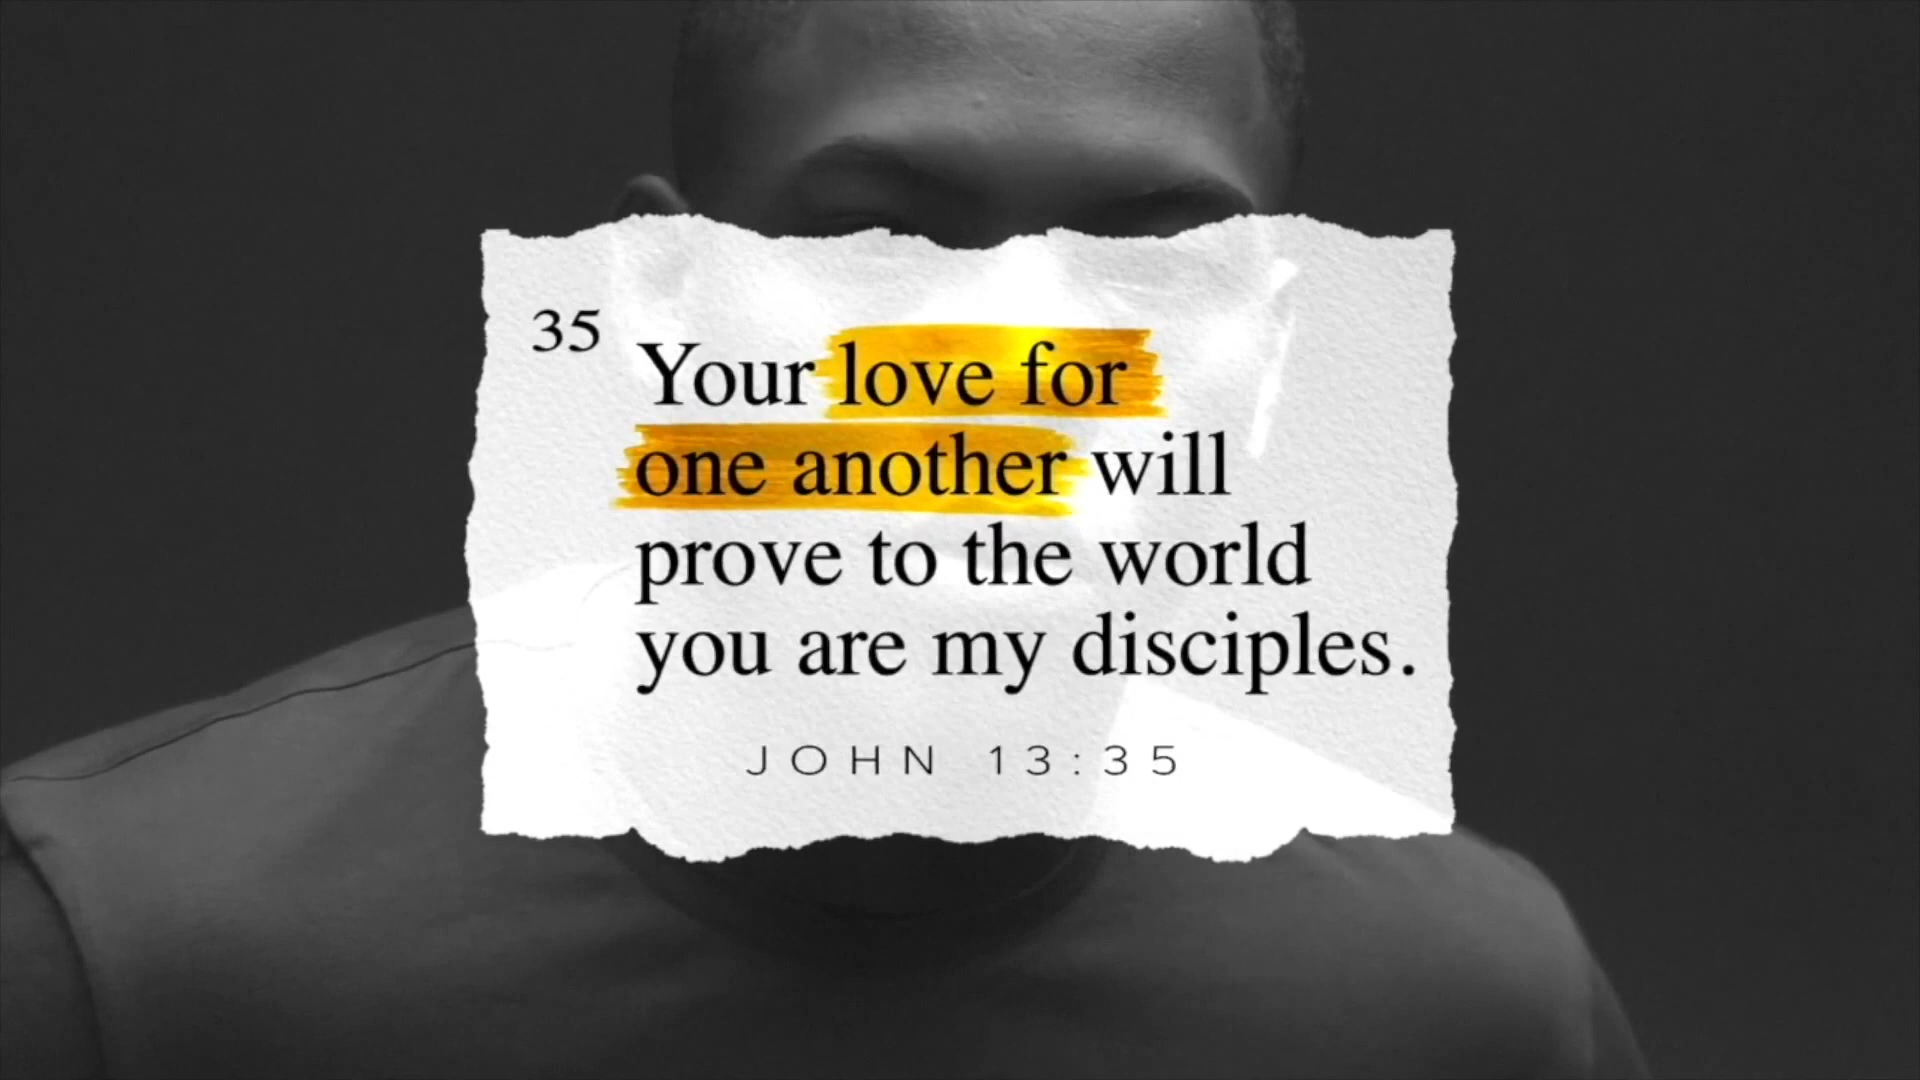 35
Your love for
one another will
prove to the world
you are my disciples.
JOHN 13:35